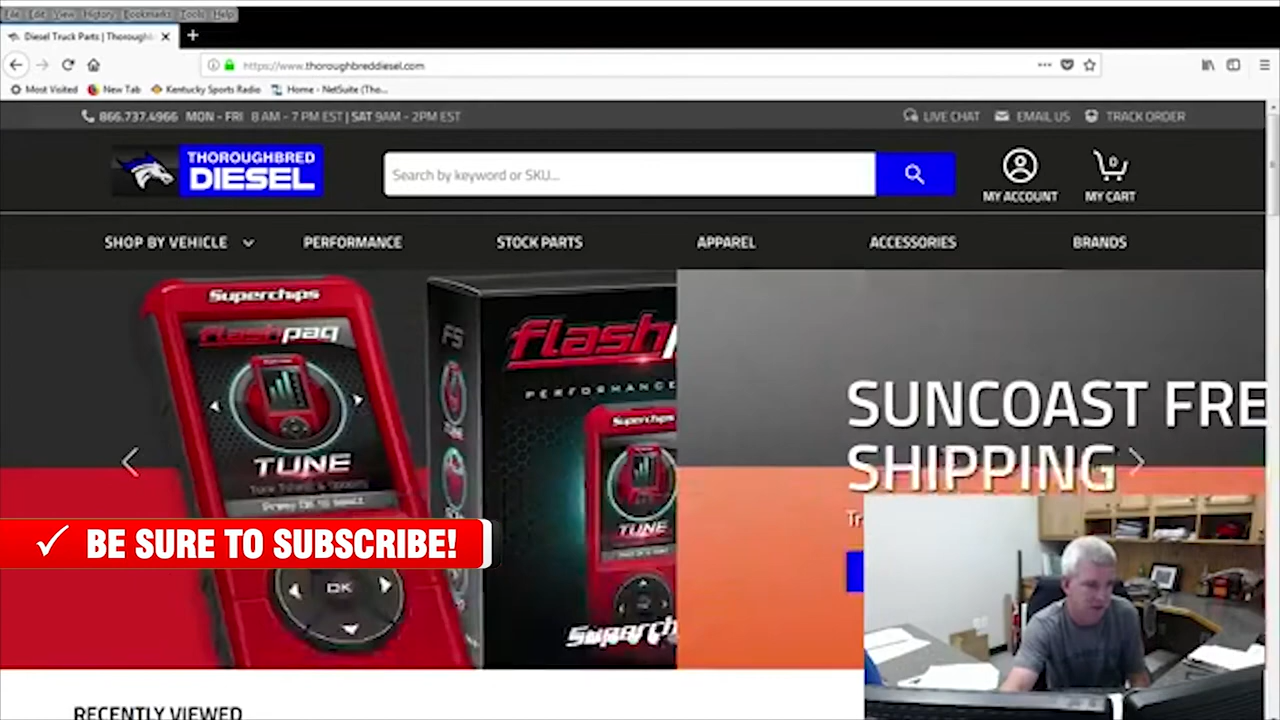 File Edit View History Bookmarks Tools Help
Diesel Truck Parts | Thoroughb
https://www.thoroughbreddiesel.com
Most Visited New Tab Kentucky Sports Radio Home - NetSuite (Tho...
866.737.4966 MON - FRI 8 AM - 7 PM EST | SAT 9AM - 2PM EST LIVE CHAT EMAIL US TRACK ORDER
THOROUGHBRED
DIESEL
Search by keyword or SKU...
0
MY ACCOUNT MY CART
SHOP BY VEHICLE PERFORMANCE STOCK PARTS APPAREL ACCESSORIES BRANDS
Superchips
flashpaq
TUNE
OK
F5
flashp
PERFORMANCE
Superchips
TUNE
Superch
SUNCOAST FRE
SHIPPING
Tr
BE SURE TO SUBSCRIBE!
RECENTLY VIEWED